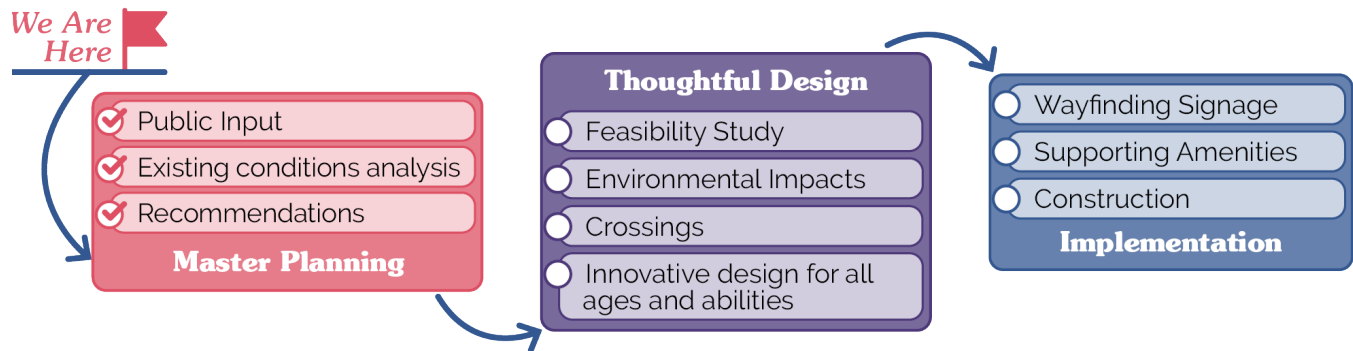 We Are
Here
Public Input
Existing conditions analysis
Recommendations
Master Planning
Thoughtful Design
Feasibility Study
Environmental Impacts
Crossings
Innovative design for all
ages and abilities
Wayfinding Signage
Supporting Amenities
Construction
Implementation